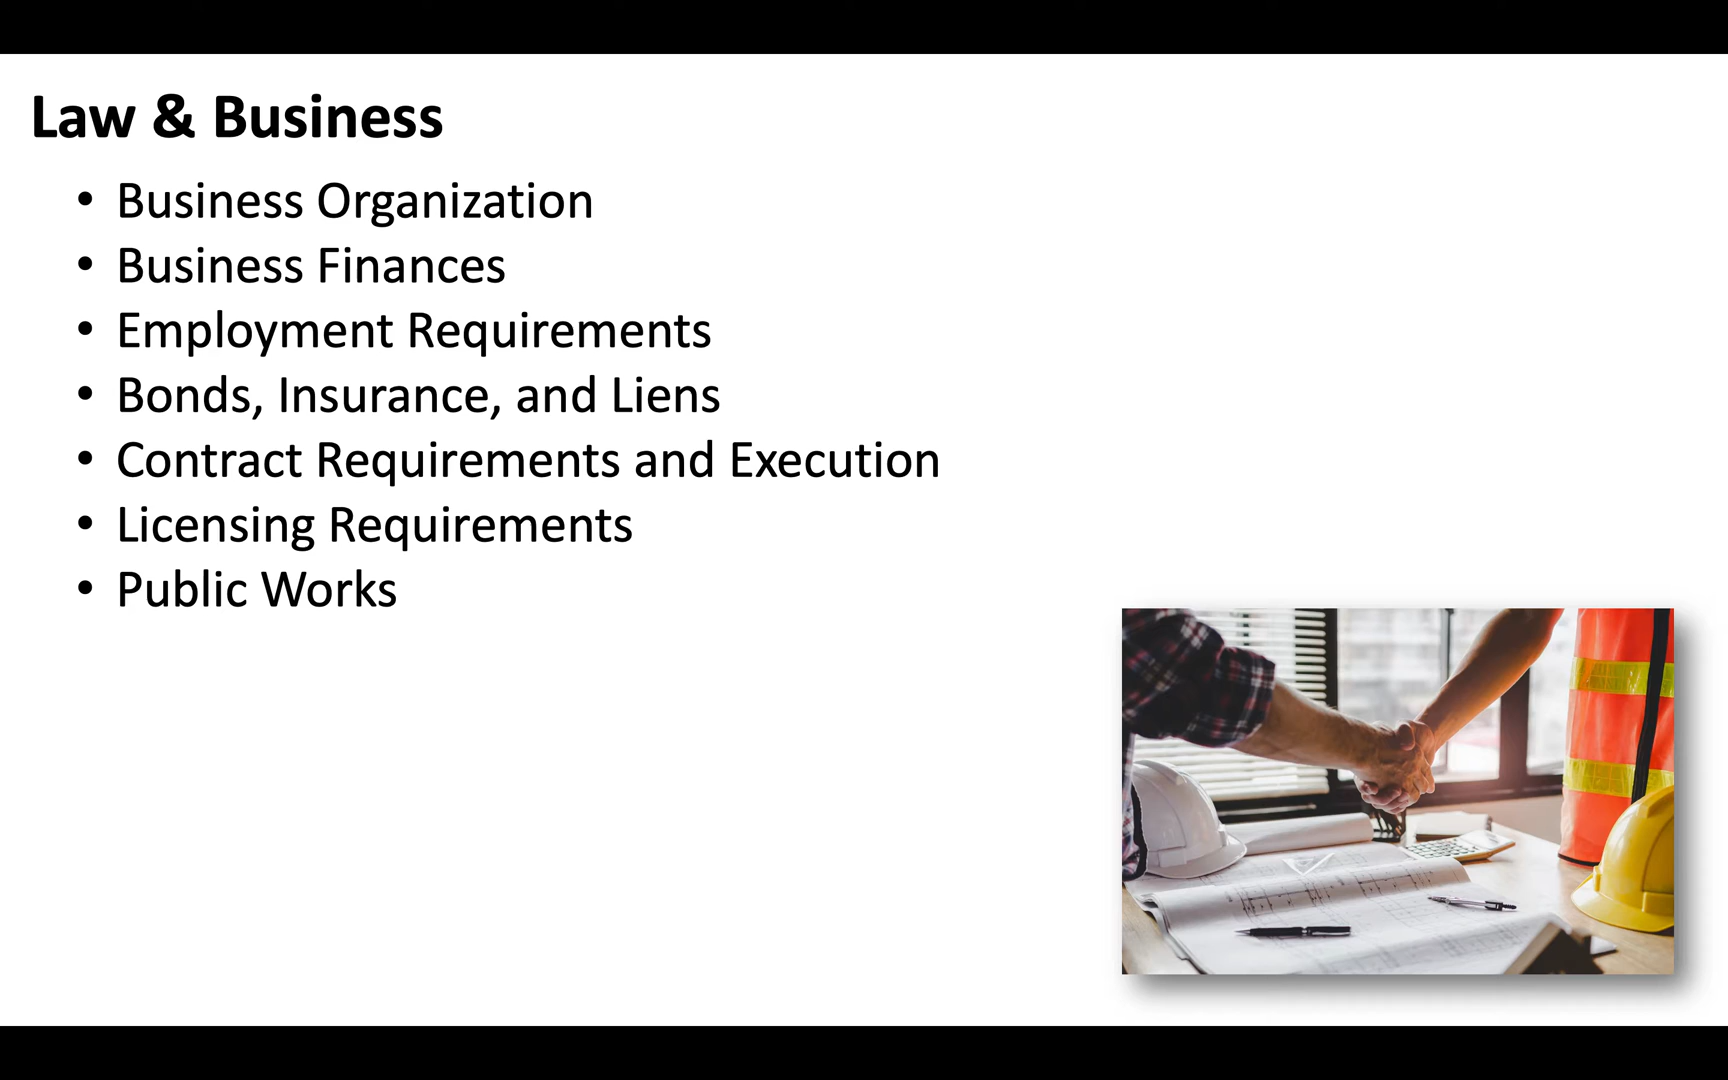 Law & Business
• Business Organization
• Business Finances
• Employment Requirements
• Bonds, Insurance, and Liens
• Contract Requirements and Execution
• Licensing Requirements
• Public Works